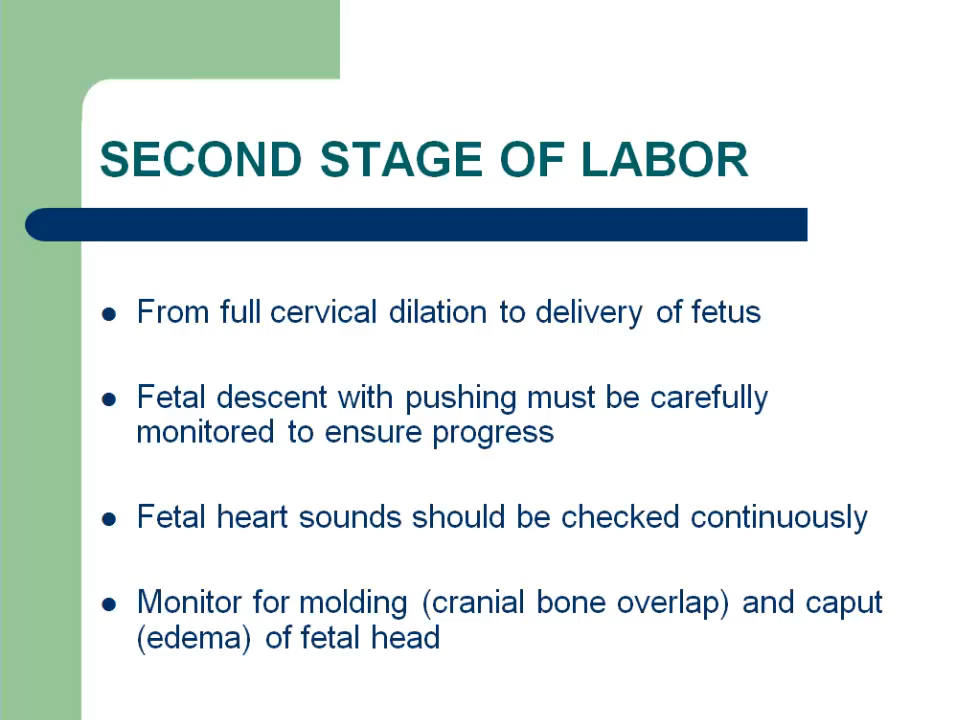 SECOND STAGE OF LABOR
● From full cervical dilation to delivery of fetus
● Fetal descent with pushing must be carefully
monitored to ensure progress
● Fetal heart sounds should be checked continuously
● Monitor for molding (cranial bone overlap) and caput
(edema) of fetal head